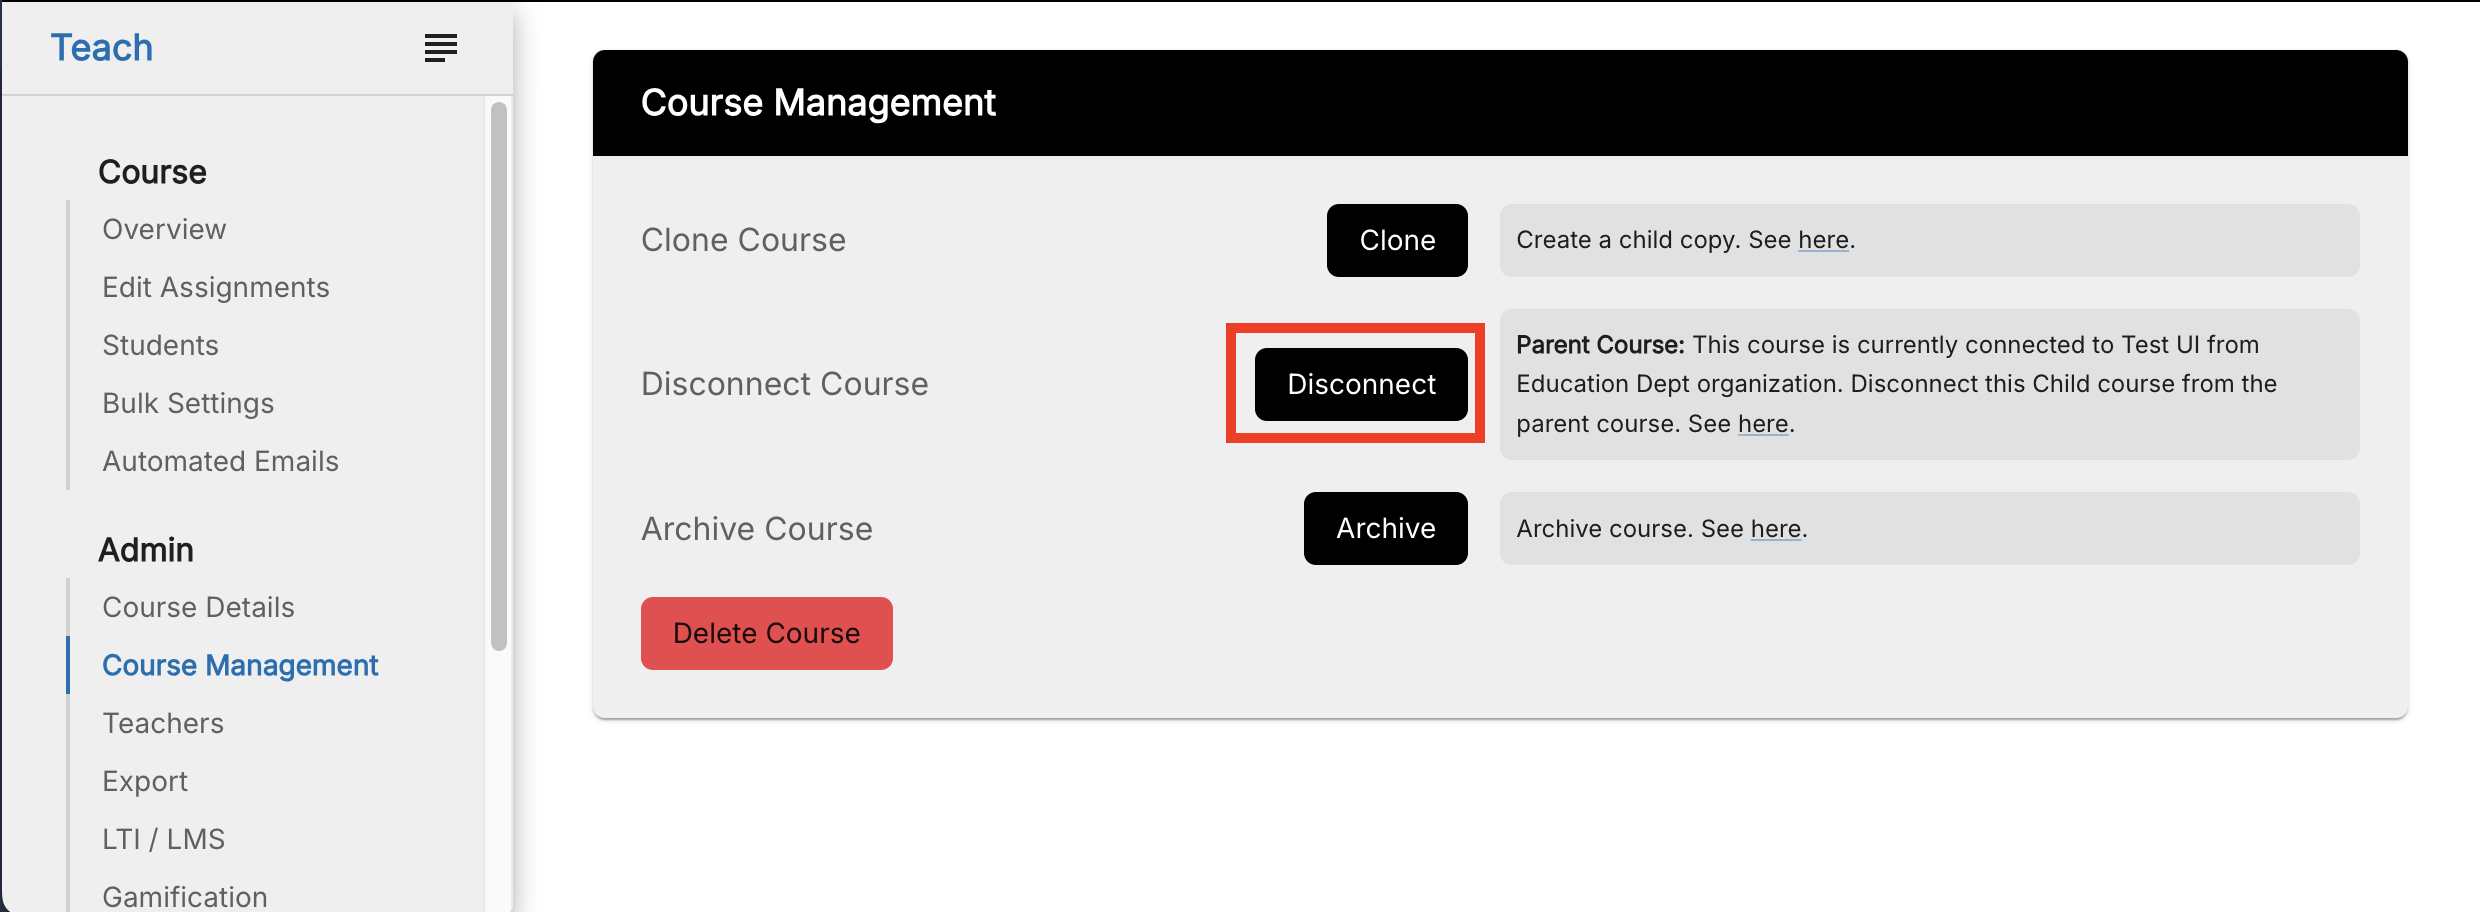 Teach
Course
Overview
Edit Assignments
Students
Bulk Settings
Automated Emails
Admin
Course Details
Course Management
Teachers
Export
LTI / LMS
Gamification
Course Management
Clone Course
Clone
Create a child copy. See here.
Disconnect Course
Disconnect
Parent Course: This course is currently connected to Test UI from
Education Dept organization. Disconnect this Child course from the
parent course. See here.
Archive Course
Archive
Archive course. See here.
Delete Course